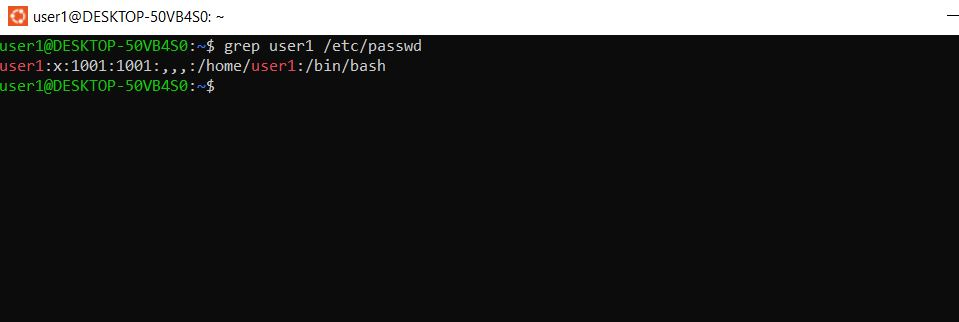 user1@DESKTOP-50VB4S0: ~
user1@DESKTOP-50VB4S0:~$ grep user1 /etc/passwd
user1:x:1001:1001:,,,:/home/user1:/bin/bash
user1@DESKTOP-50VB4S0:~$